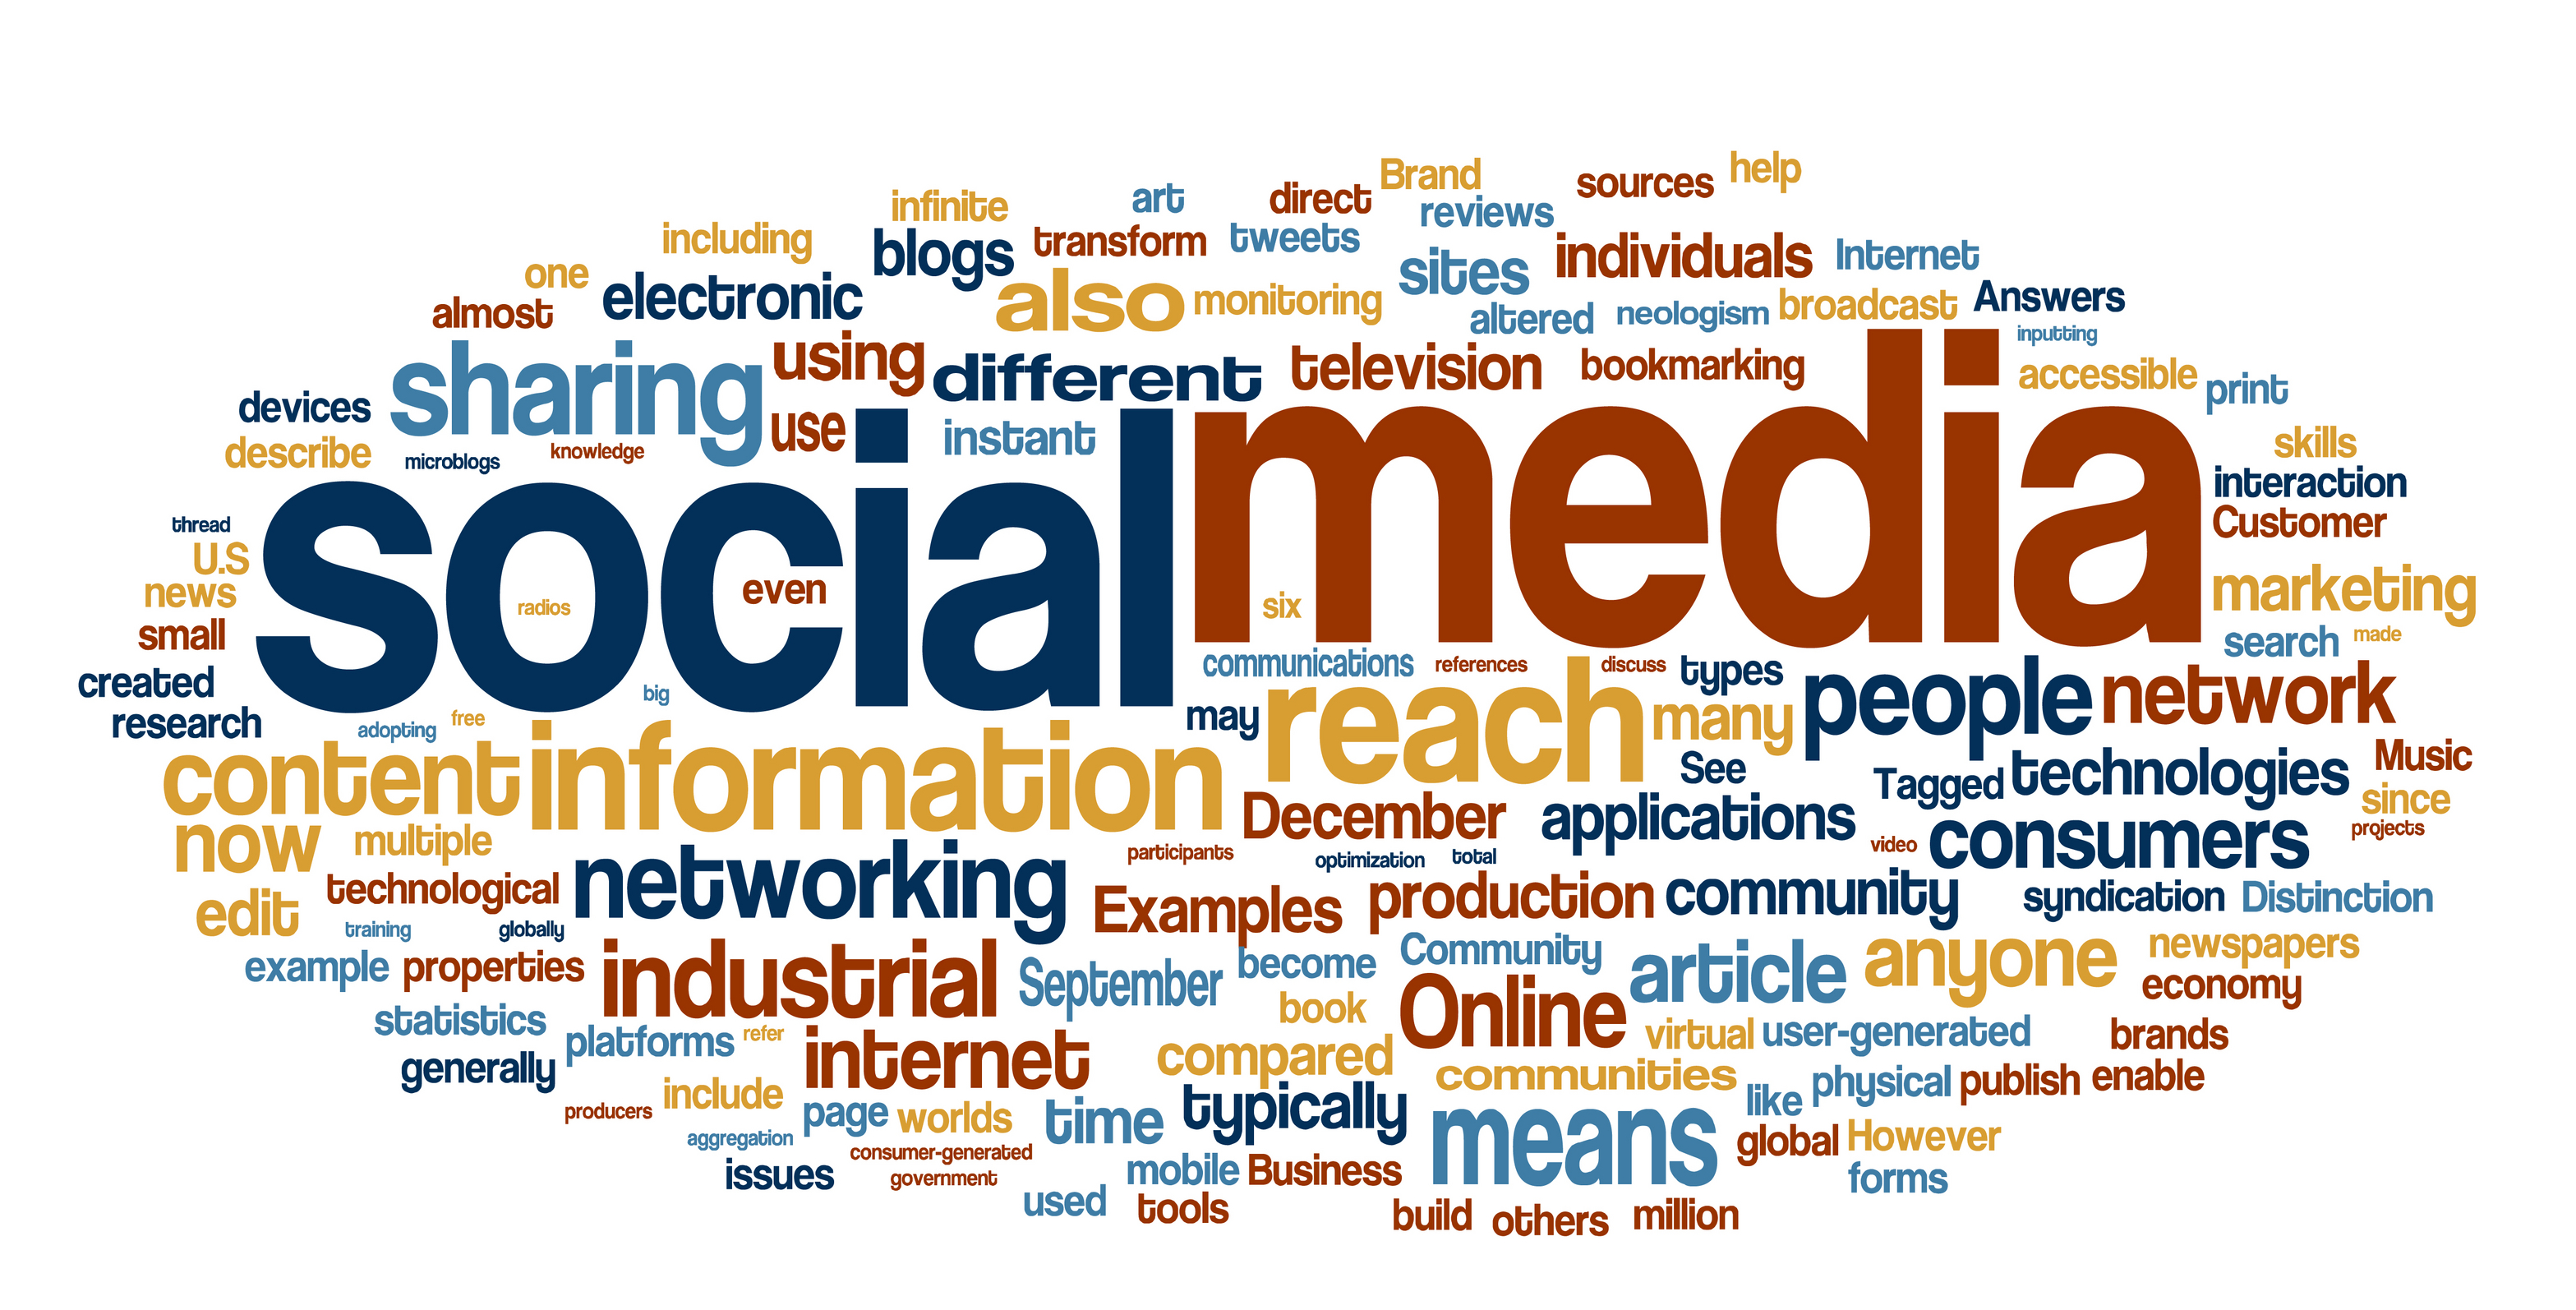 help
Brand
sources
infinite
art
direct
reviews
including
blogs
transform
tweets
individuals
Internet
one
electronic
also
monitoring
sites
almost
altered
neologism
broadcast
Answers
inputting
sharing
using
different
television
bookmarking
accessible
print
devices
use
instant
describe
microblogs
knowledge
skills
interaction
Customer
social
media
thread
U.S
news
radios
even
six
marketing
small
search
made
created
big
communications
references
discuss
types
people
network
research
adopting
free
may
reach
many
content
information
See
Tagged
technologies
Music
since
now
multiple
December
applications
consumers
projects
networking
participants
optimization
total
video
edit
technological
Examples
production
community
syndication
Distinction
training
globally
example
properties
industrial
September
become
Community
article
anyone
newspapers
economy
statistics
platforms
refer
book
Online
virtual
user-generated
brands
generally
internet
compared
communities
physical
publish
enable
producers
include
page
worlds
time
typically
means
like
global
However
aggregation
consumer-generated
issues
government
mobile
Business
forms
used
tools
build
others
million